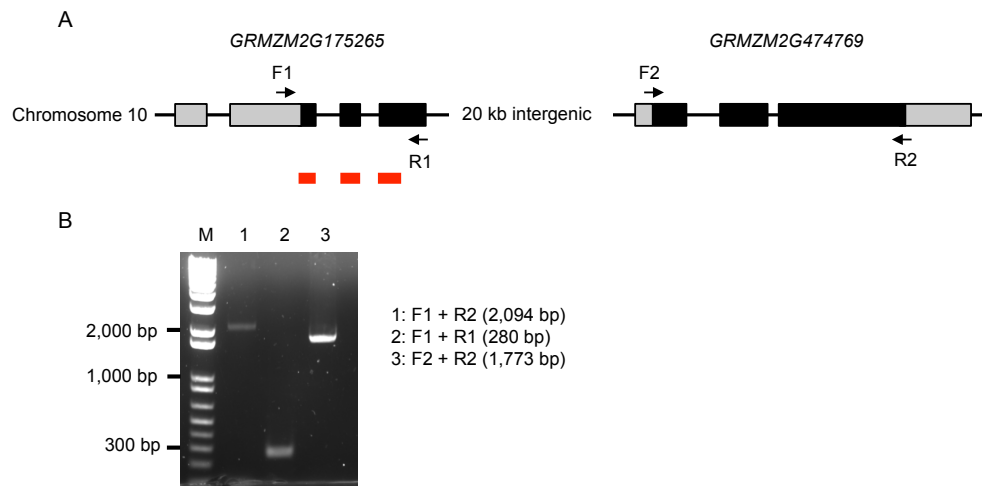 A
GRMZM2G175265
GRMZM2G474769
F1
F2
Chromosome 10
20 kb intergenic
R1
R2
B
M 1 2 3
2,000 bp
1,000 bp
300 bp
1: F1 + R2 (2,094 bp)
2: F1 + R1 (280 bp)
3: F2 + R2 (1,773 bp)